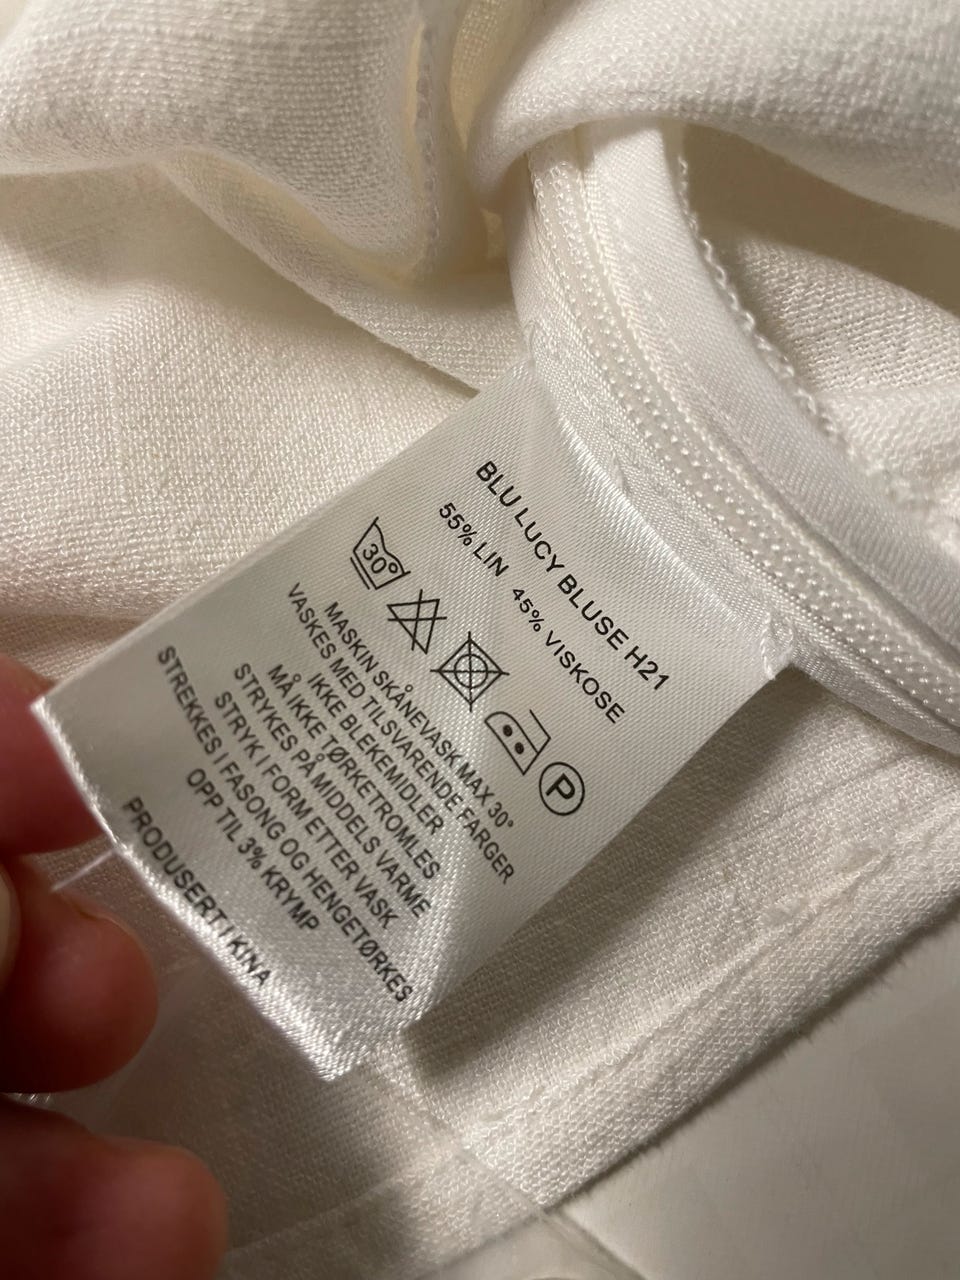 BLU LUCY BLUSE H21
55% LIN 45% VISKOSE
30° P
MASKIN SKÅNEVASK MAX 30°
VASKES MED TILSVARENDE FARGER
IKKE BLEKEMIDLER
MÅ IKKE TØRKETROMLES
STRYKES PÅ MIDDELS VARME
STRYK I FORM ETTER VASK
STREKKES I FASONG OG HENGETØRKES
OPP TIL 3% KRYMP
PRODUSERT I KINA